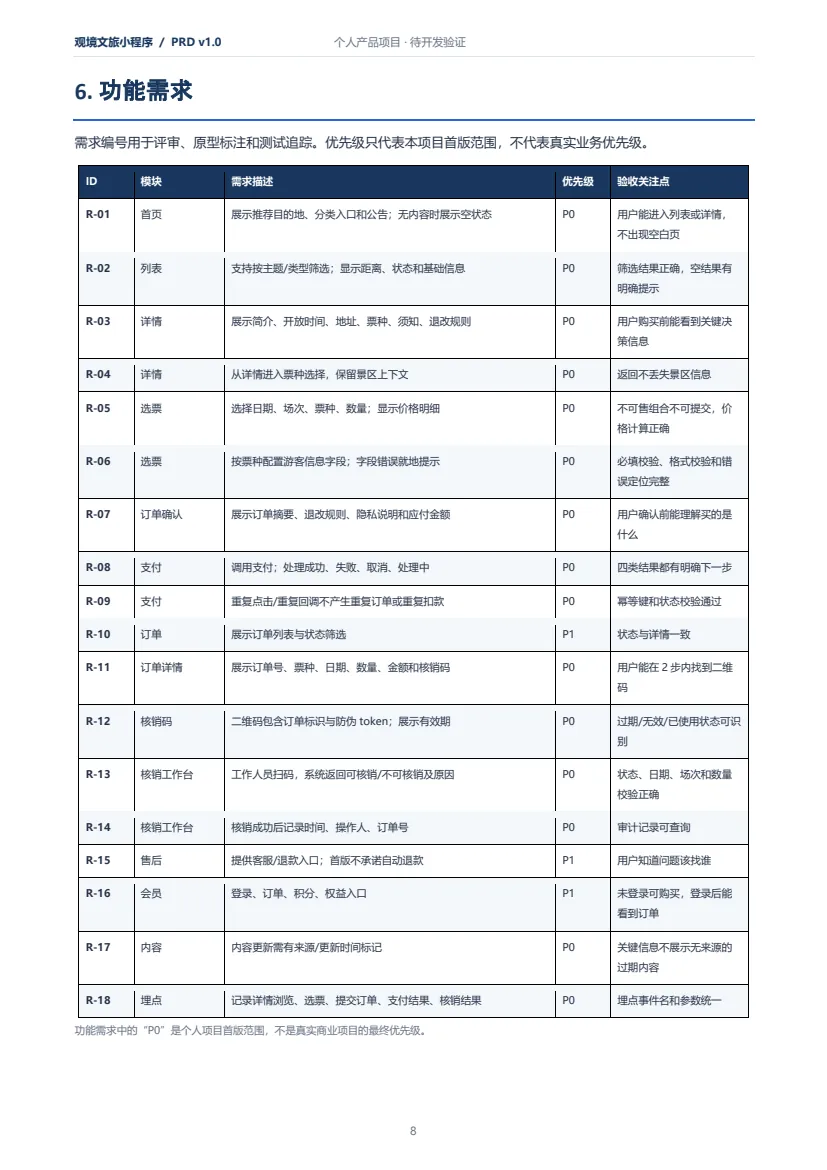 观境文旅小程序 / PRD v1.0 个人产品项目 · 待开发验证
6. 功能需求
需求编号用于评审、原型标注和测试追踪。优先级只代表本项目首版范围，不代表真实业务优先级。
ID 模块 需求描述 优先级 验收关注点
R-01 首页 展示推荐目的地、分类入口和公告；无内容时展示空状态 P0 用户能进入列表或详情，
不出现空白页
R-02 列表 支持按主题/类型筛选；显示距离、状态和基础信息 P0 筛选结果正确，空结果有
明确提示
R-03 详情 展示简介、开放时间、地址、票种、须知、退改规则 P0 用户购买前能看到关键决
策信息
R-04 详情 从详情进入票种选择，保留景区上下文 P0 返回不丢失景区信息
R-05 选票 选择日期、场次、票种、数量；显示价格明细 P0 不可售组合不可提交，价
格计算正确
R-06 选票 按票种配置游客信息字段；字段错误就地提示 P0 必填校验、格式校验和错
误定位完整
R-07 订单确认 展示订单摘要、退改规则、隐私说明和应付金额 P0 用户确认前能理解买的是
什么
R-08 支付 调用支付；处理成功、失败、取消、处理中 P0 四类结果都有明确下一步
R-09 支付 重复点击/重复回调不产生重复订单或重复扣款 P0 幂等键和状态校验通过
R-10 订单 展示订单列表与状态筛选 P1 状态与详情一致
R-11 订单详情 展示订单号、票种、日期、数量、金额和核销码 P0 用户能在 2 步内找到二维
码
R-12 核销码 二维码包含订单标识与防伪 token；展示有效期 P0 过期/无效/已使用状态可识
别
R-13 核销工作台 工作人员扫码，系统返回可核销/不可核销及原因 P0 状态、日期、场次和数量
校验正确
R-14 核销工作台 核销成功后记录时间、操作人、订单号 P0 审计记录可查询
R-15 售后 提供客服/退款入口；首版不承诺自动退款 P1 用户知道问题该找谁
R-16 会员 登录、订单、积分、权益入口 P1 未登录可购买，登录后能
看到订单
R-17 内容 内容更新需有来源/更新时间标记 P0 关键信息不展示无来源的
过期内容
R-18 埋点 记录详情浏览、选票、提交订单、支付结果、核销结果 P0 埋点事件名和参数统一
功能需求中的“P0”是个人项目首版范围，不是真实商业项目的最终优先级。
8